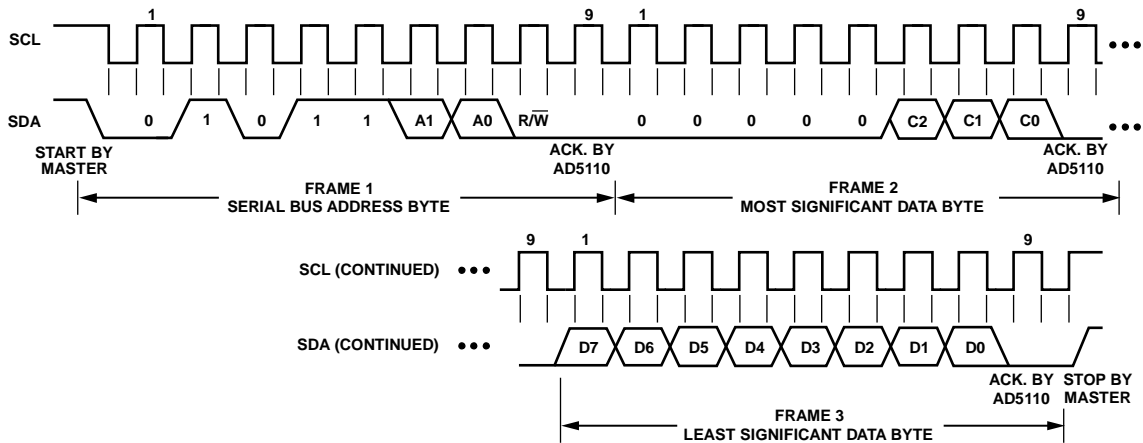 1 9 1 9
SCL •••
SDA 0 1 0 1 1 A1 A0 R/W̅ 0 0 0 0 0 C2 C1 C0 •••
START BY MASTER
ACK. BY AD5110
ACK. BY AD5110
FRAME 1
SERIAL BUS ADDRESS BYTE
FRAME 2
MOST SIGNIFICANT DATA BYTE
9 1 9
SCL (CONTINUED) •••
SDA (CONTINUED) ••• D7 D6 D5 D4 D3 D2 D1 D0
ACK. BY AD5110
STOP BY MASTER
FRAME 3
LEAST SIGNIFICANT DATA BYTE